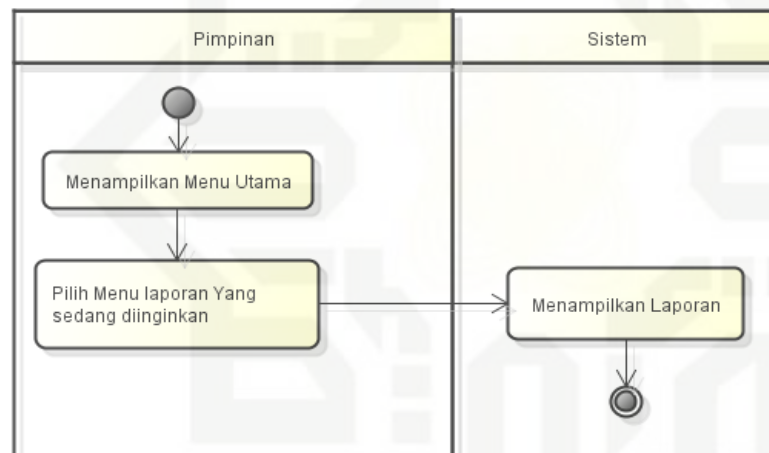 Pimpinan
Sistem
Menampilkan Menu Utama
Pilih Menu laporan Yang
sedang diinginkan
Menampilkan Laporan